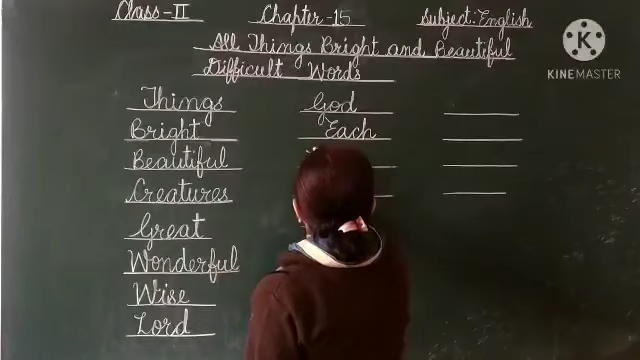 Class-II Chapter-15 Subject:English
All Things Bright and Beautiful
Difficult Words
Things God
Bright Each
Beautiful
Creatures
Great
Wonderful
Wise
Lord
KINEMASTER